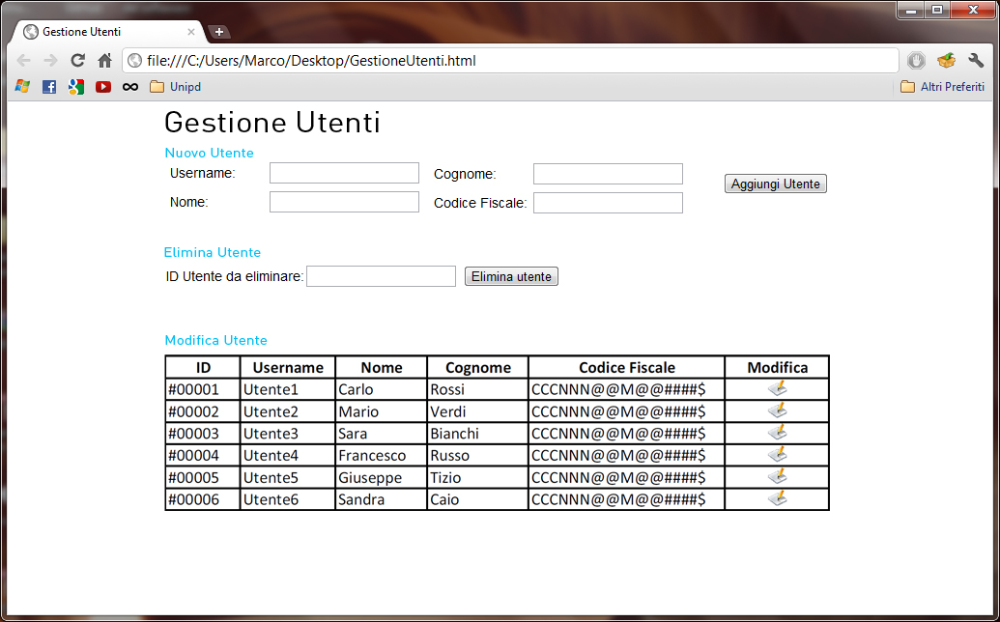 Gestione Utenti
file:///C:/Users/Marco/Desktop/GestioneUtenti.html
Unipd Altri Preferiti
Gestione Utenti
Nuovo Utente
Username: Cognome: Aggiungi Utente
Nome: Codice Fiscale:
Elimina Utente
ID Utente da eliminare: Elimina utente
Modifica Utente
ID Username Nome Cognome Codice Fiscale Modifica
#00001 Utente1 Carlo Rossi CCCNNN@@M@@####$
#00002 Utente2 Mario Verdi CCCNNN@@M@@####$
#00003 Utente3 Sara Bianchi CCCNNN@@M@@####$
#00004 Utente4 Francesco Russo CCCNNN@@M@@####$
#00005 Utente5 Giuseppe Tizio CCCNNN@@M@@####$
#00006 Utente6 Sandra Caio CCCNNN@@M@@####$